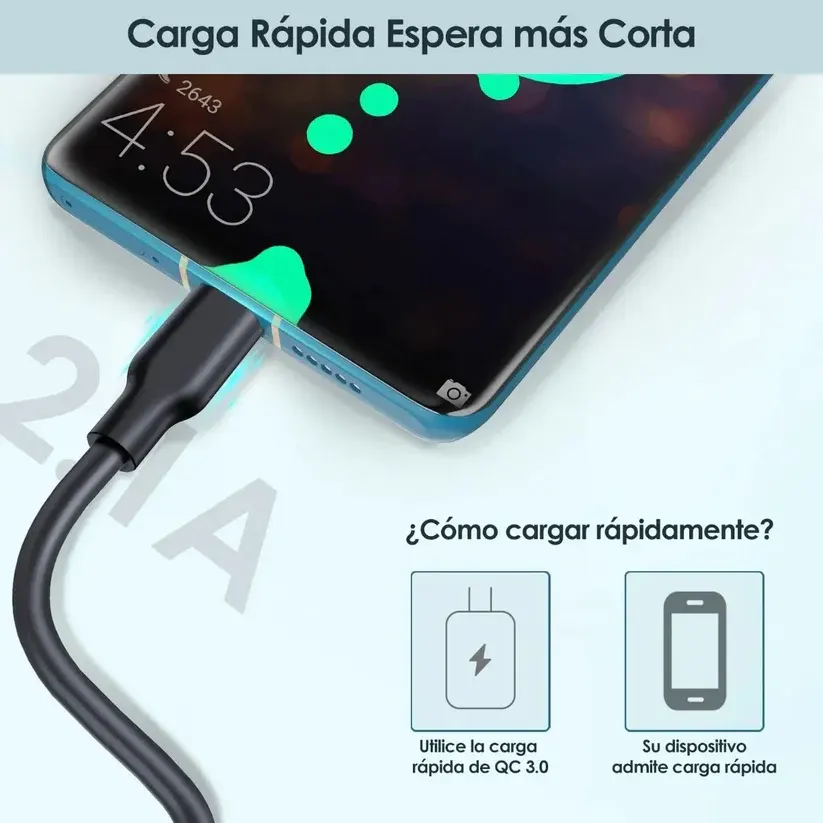 Carga Rápida Espera más Corta
2643
4:53
2.1A
¿Cómo cargar rápidamente?
Utilice la carga
rápida de QC 3.0
Su dispositivo
admite carga rápida